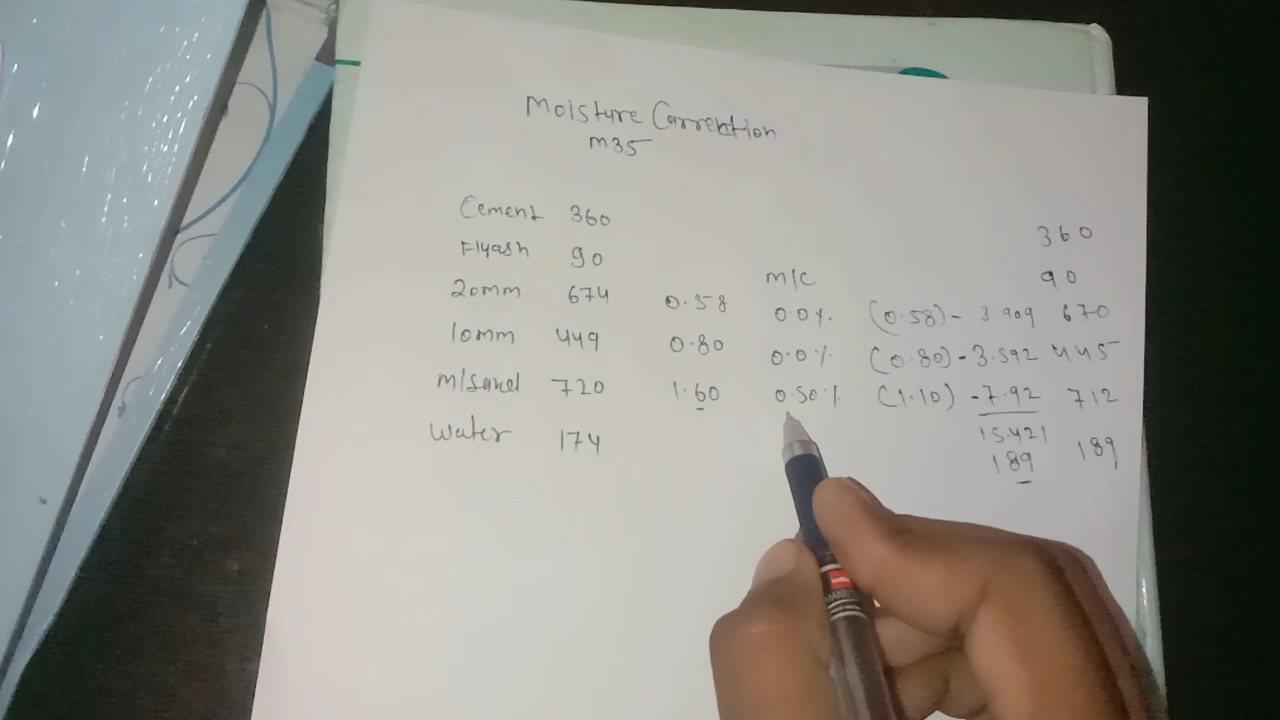 Moisture Correction
M35
Cement 360 360
Flyash 90 90
M/C
20mm 674 0.58 0.0%. (0.58) - 3.909 670
10mm 449 0.80 0.0% (0.80) - 3.592 445
M/Sand 720 1.60 0.50% (1.10) - 7.92 712
15.421
Water 174 189 189